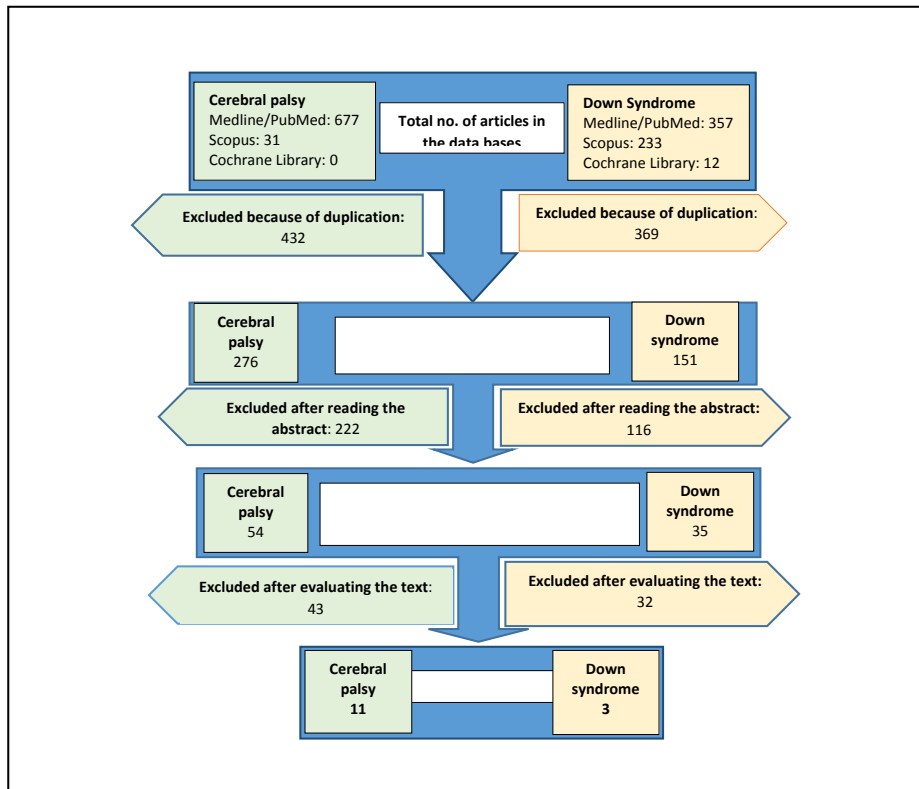 Cerebral palsy
Medline/PubMed: 677
Scopus: 31
Cochrane Library: 0
Total no. of articles in
the data bases
Down Syndrome
Medline/PubMed: 357
Scopus: 233
Cochrane Library: 12
Excluded because of duplication:
432
Excluded because of duplication:
369
Cerebral
palsy
276
Down
syndrome
151
Excluded after reading the
abstract: 222
Excluded after reading the abstract:
116
Cerebral
palsy
54
Down
syndrome
35
Excluded after evaluating the text:
43
Excluded after evaluating the text:
32
Cerebral
palsy
11
Down
syndrome
3